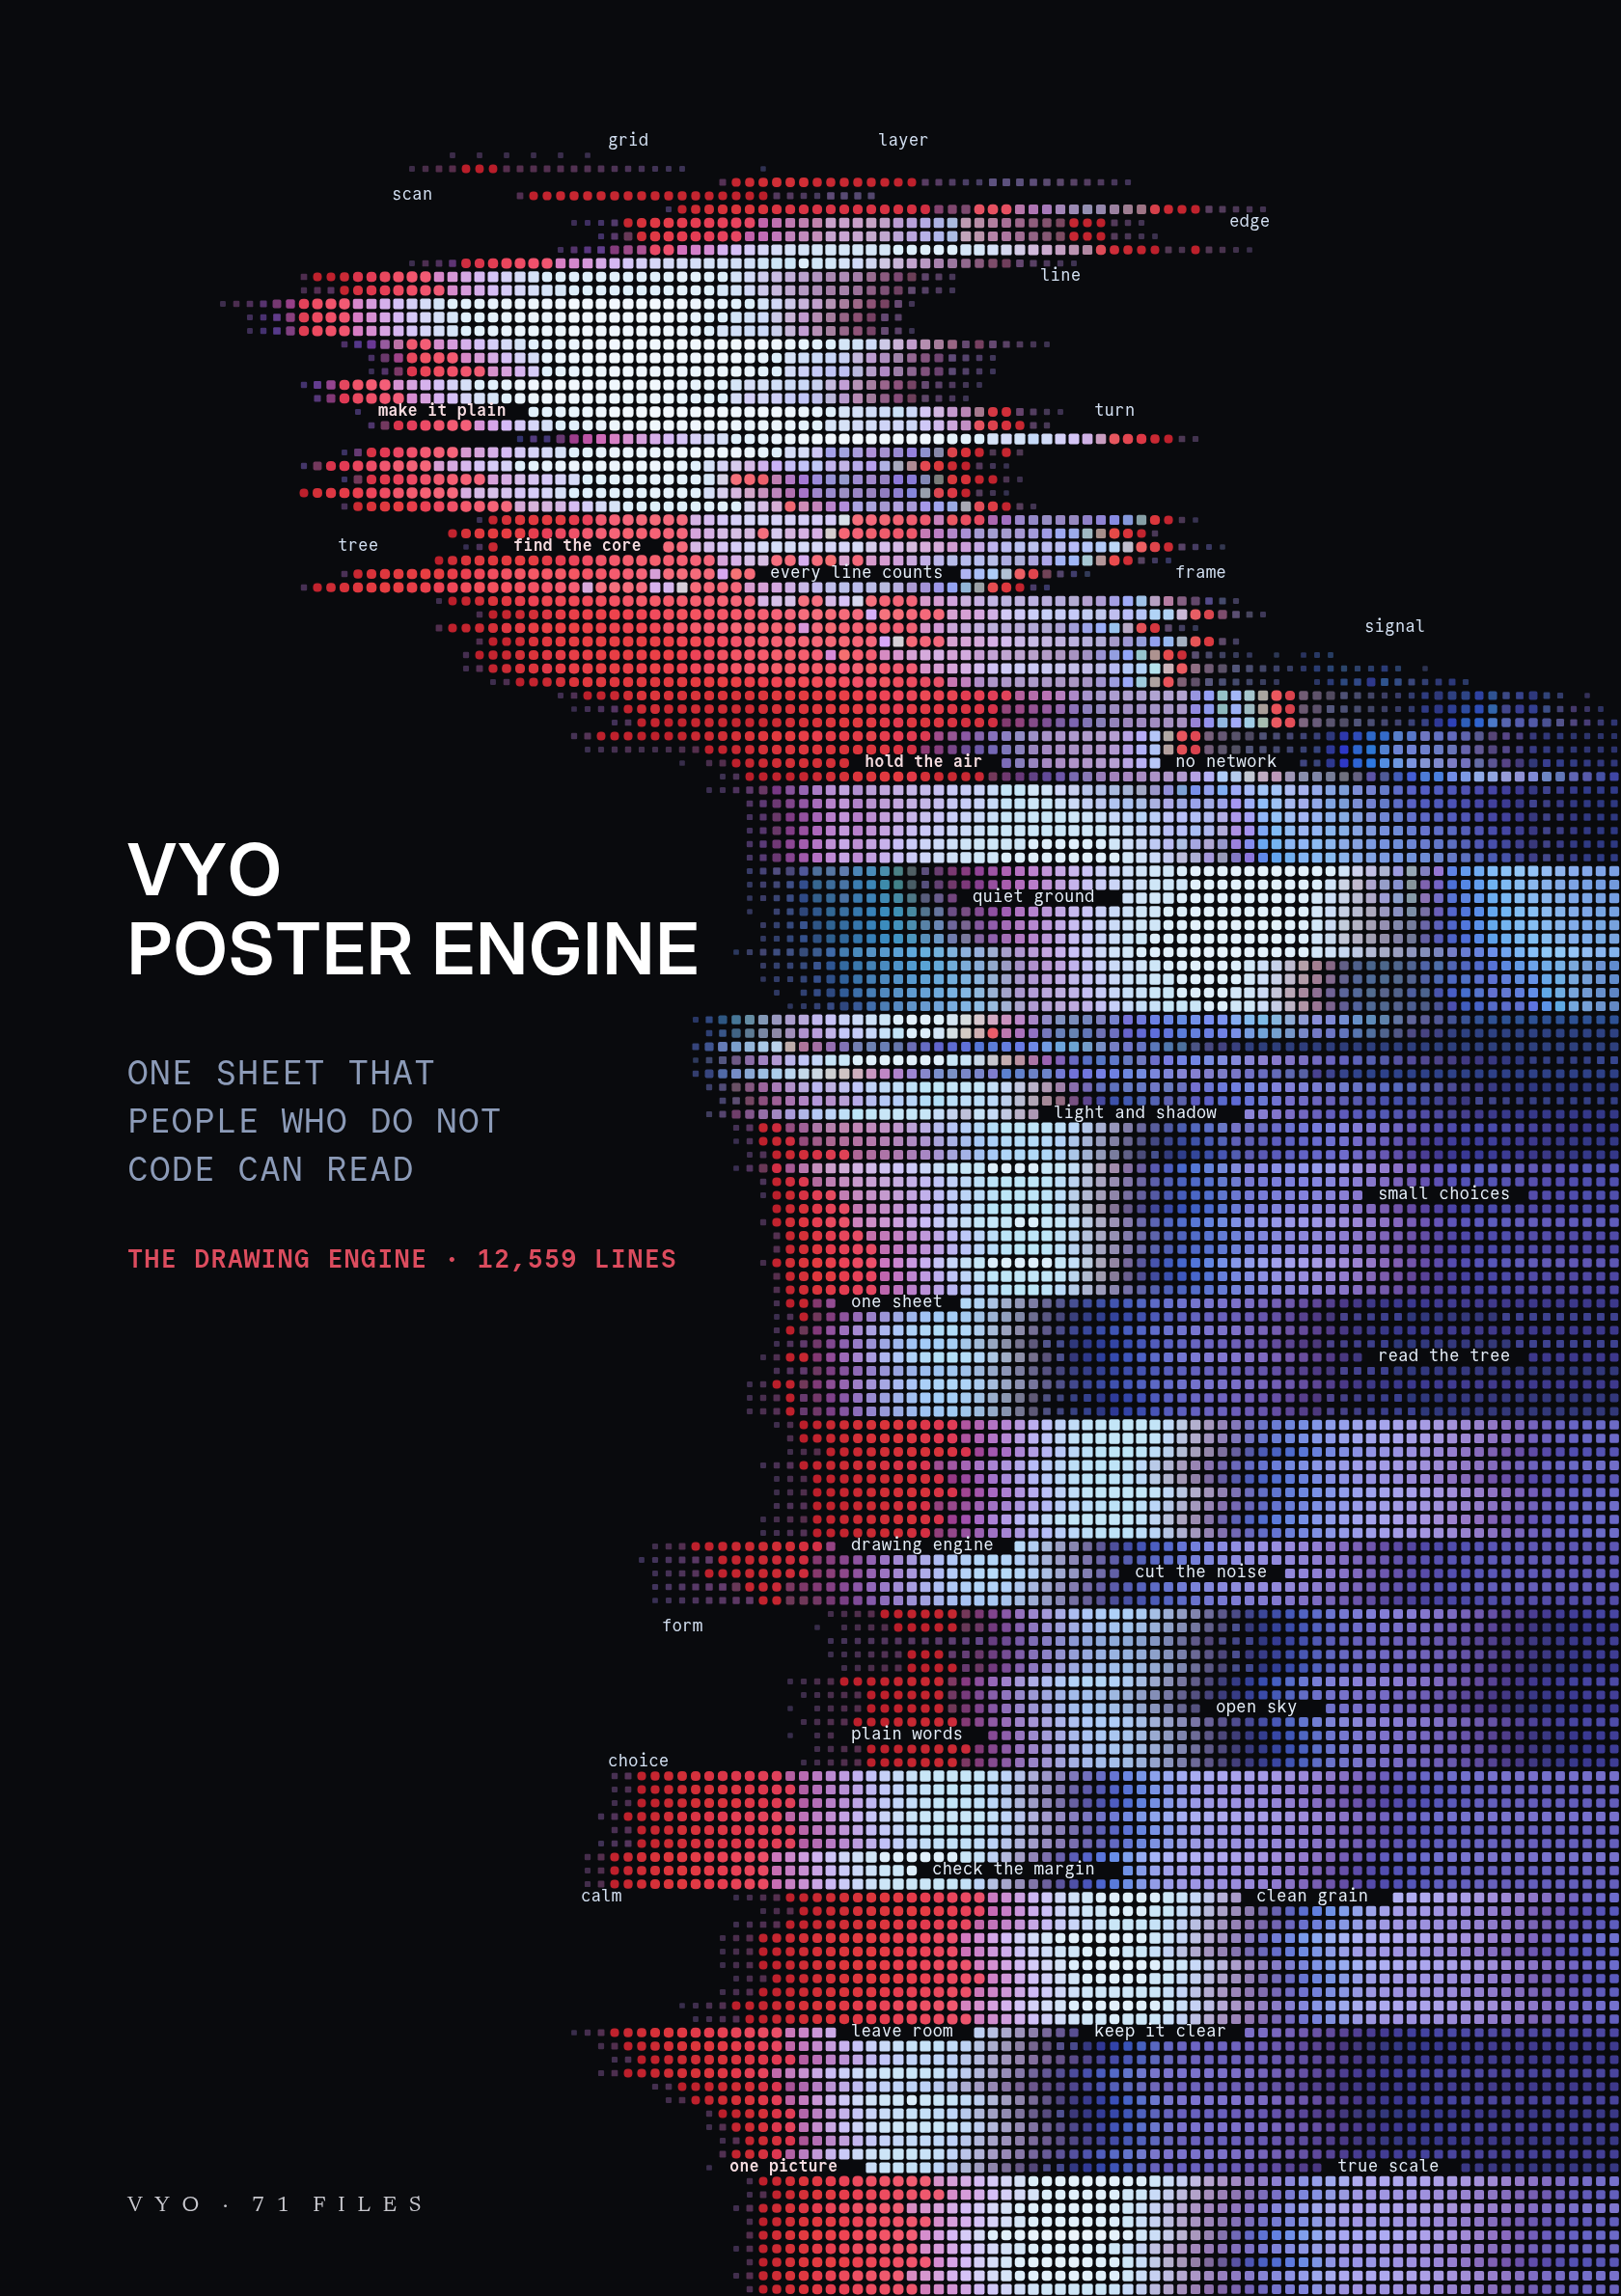 grid
layer
scan
edge
line
make it plain
turn
tree
find the core
every line counts
frame
signal
hold the air
no network
VYO
POSTER ENGINE
quiet ground
ONE SHEET THAT
PEOPLE WHO DO NOT
CODE CAN READ
light and shadow
small choices
THE DRAWING ENGINE · 12,559 LINES
one sheet
read the tree
drawing engine
cut the noise
form
open sky
plain words
choice
check the margin
calm
clean grain
leave room
keep it clear
one picture
true scale
VYO · 71 FILES